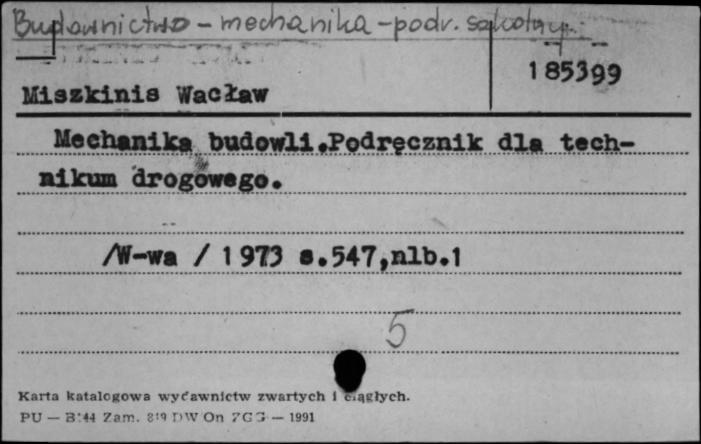 Budownictwo - mechanika - podr. szkolny.
185399
Miszkinis Wacław
Mechanika budowli.Podręcznik dla tech-
nikum drogowego.
/W-wa / 1973 s.547,nlb.1
5
Karta katalogowa wydawnictw zwartych i ciągłych.
PU — B/44 Zam. 819 DW On ZGG — 1991